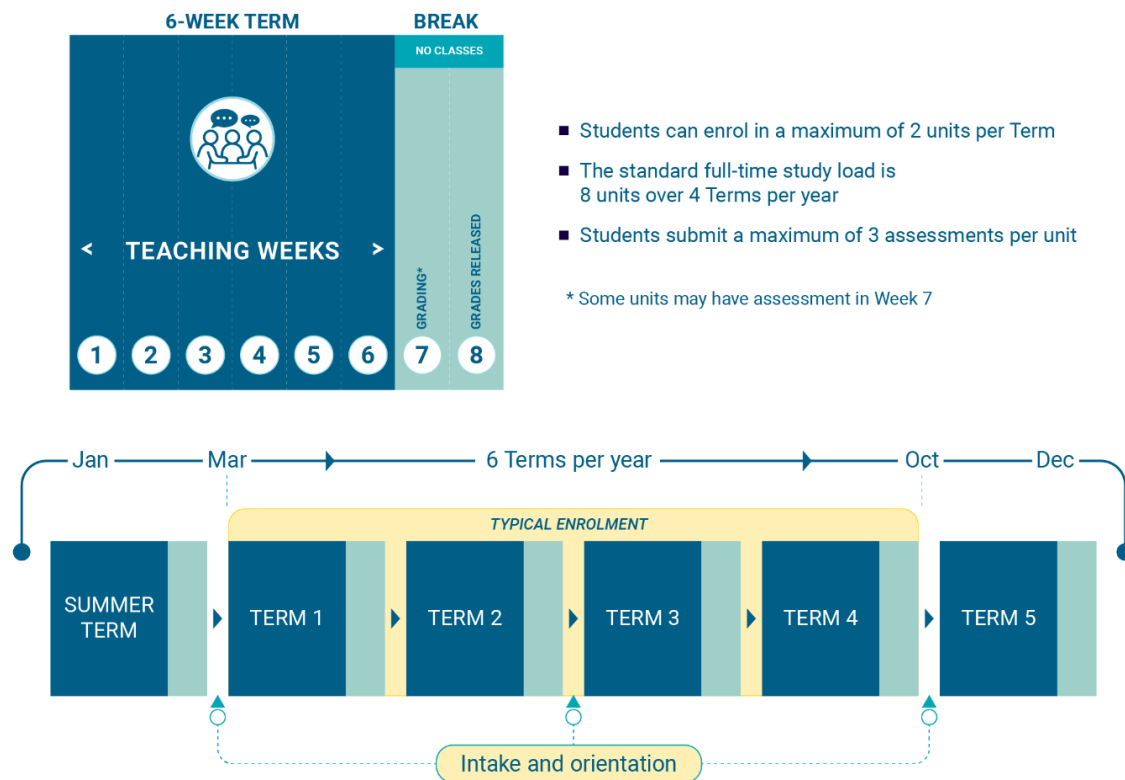 6-WEEK TERM
BREAK
NO CLASSES
< TEACHING WEEKS >
GRADING*
GRADES RELEASED
1 2 3 4 5 6 7 8
■ Students can enrol in a maximum of 2 units per Term
■ The standard full-time study load is
8 units over 4 Terms per year
■ Students submit a maximum of 3 assessments per unit
* Some units may have assessment in Week 7
Jan Mar 6 Terms per year Oct Dec
TYPICAL ENROLMENT
SUMMER
TERM
TERM 1
TERM 2
TERM 3
TERM 4
TERM 5
Intake and orientation